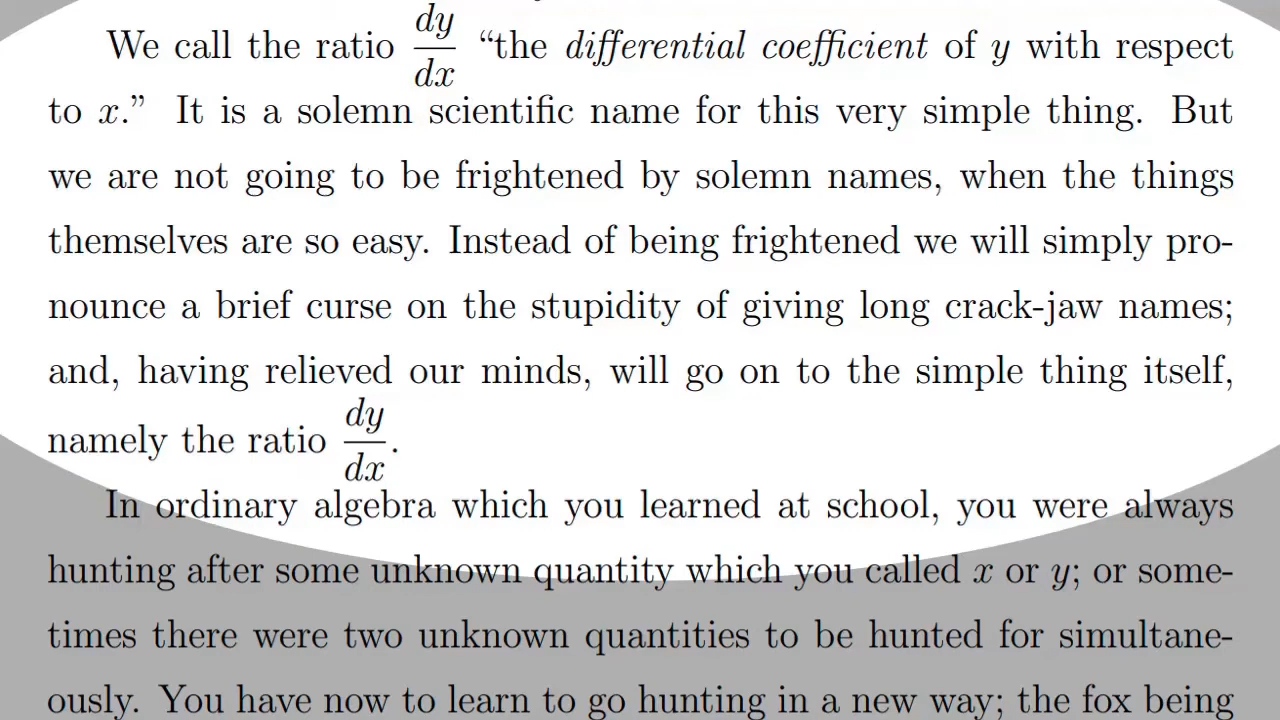 We call the ratio dy/dx “the differential coefficient of y with respect
to x.” It is a solemn scientific name for this very simple thing. But
we are not going to be frightened by solemn names, when the things
themselves are so easy. Instead of being frightened we will simply pro-
nounce a brief curse on the stupidity of giving long crack-jaw names;
and, having relieved our minds, will go on to the simple thing itself,
namely the ratio dy/dx.
In ordinary algebra which you learned at school, you were always
hunting after some unknown quantity which you called x or y; or some-
times there were two unknown quantities to be hunted for simultane-
ously. You have now to learn to go hunting in a new way; the fox being